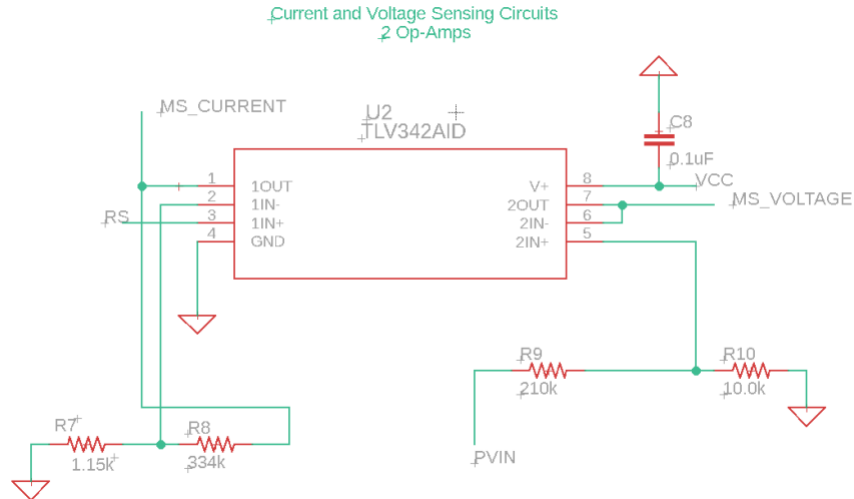 Current and Voltage Sensing Circuits
2 Op-Amps
MS_CURRENT
U2
TLV342AID
C8
0.1uF
VCC
MS_VOLTAGE
RS
1
2
3
4
1OUT
1IN-
1IN+
GND
V+
2OUT
2IN-
2IN+
8
7
6
5
R9
210k
R10
10.0k
R7
1.15k
R8
334k
PVIN